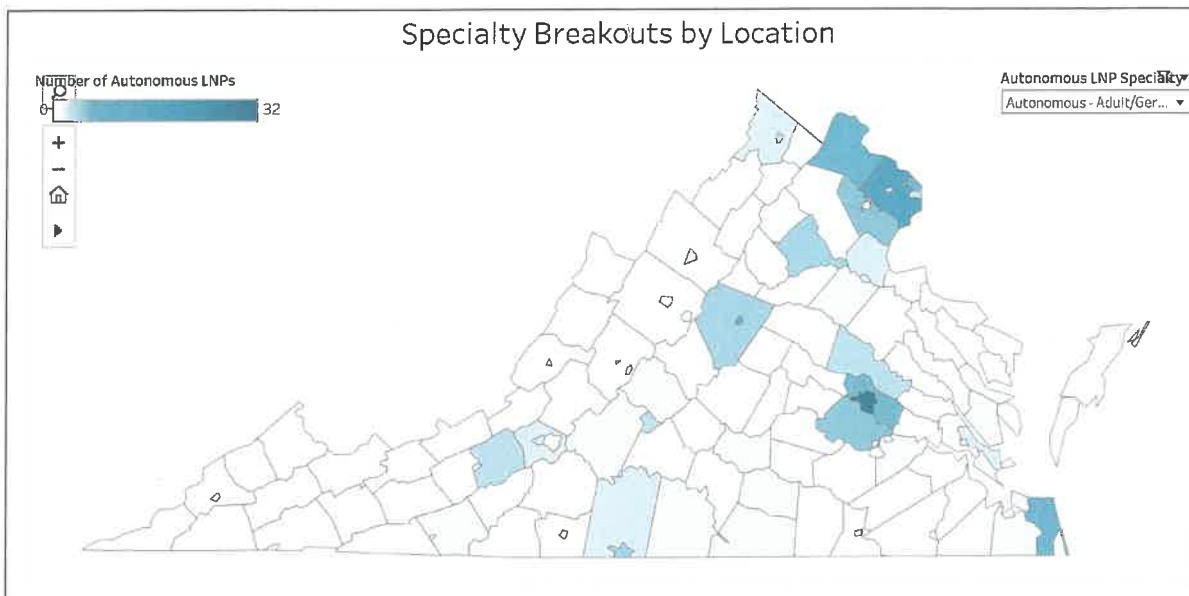 Specialty Breakouts by Location
Number of Autonomous LNPs
0
32
Autonomous LNP Specialty
Autonomous - Adult/Ger...